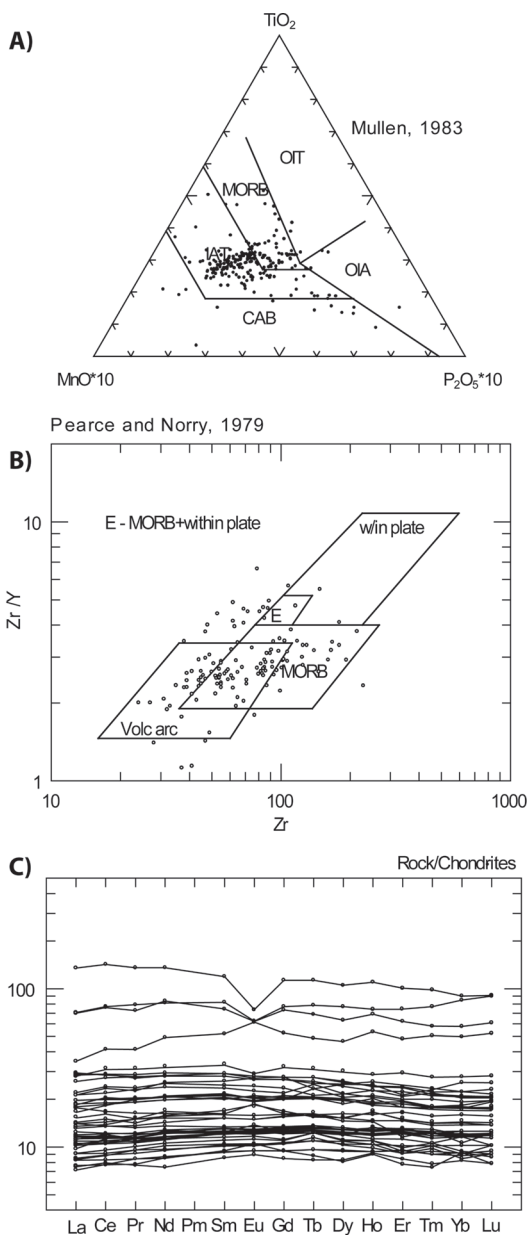 TiO2
A)
Mullen, 1983
OIT
MORB
IAT
OIA
CAB
MnO*10
P2O5*10
Pearce and Norry, 1979
B)
E - MORB+within plate
w/in plate
10
Zr /Y
E
MORB
Volc arc
1
10
100
1000
Zr
C)
Rock/Chondrites
100
10
La Ce Pr Nd Pm Sm Eu Gd Tb Dy Ho Er Tm Yb Lu